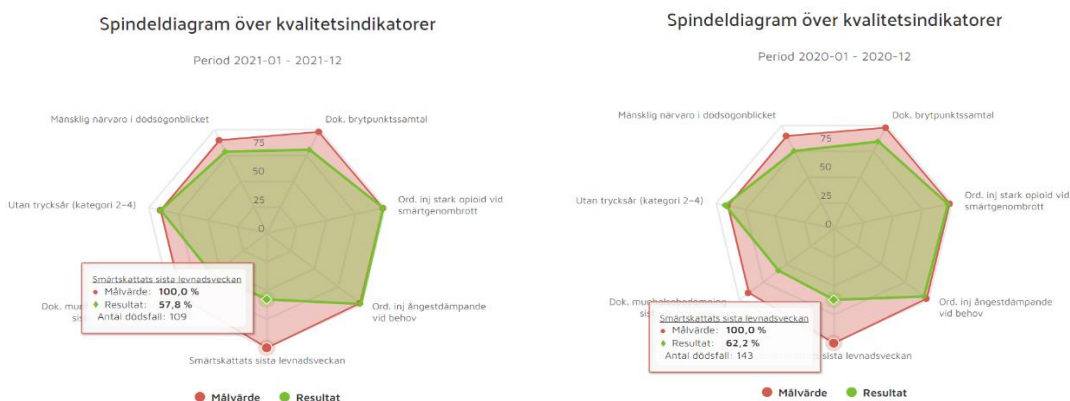 Spindeldiagram över kvalitetsindikatorer
Period 2021-01 - 2021-12
Mänsklig närvaro i dödsögonblicket
Dok. brytpunktssamtal
75
50
25
0
Utan trycksår (kategori 2-4)
Ord. inj stark opioid vid
smärtgenombrott
Smärtskattats sista levnadsveckan
Målvärde: 100,0 %
Resultat: 57,8 %
Antal dödsfall: 109
Dok.
Ord. inj ångestdämpande
vid behov
Smärtskattats sista levnadsveckan
Målvärde Resultat
Spindeldiagram över kvalitetsindikatorer
Period 2020-01 - 2020-12
Mänsklig närvaro i dödsögonblicket
Dok. brytpunktssamtal
75
50
25
0
Utan trycksår (kategori 2-4)
Ord. inj stark opioid vid
smärtgenombrott
Dok.
Ord. inj ångestdämpande
vid behov
Smärtskattats sista levnadsveckan
Målvärde: 100,0 %
Resultat: 62,2 %
Antal dödsfall: 143
sista levnadsveckan
Målvärde Resultat